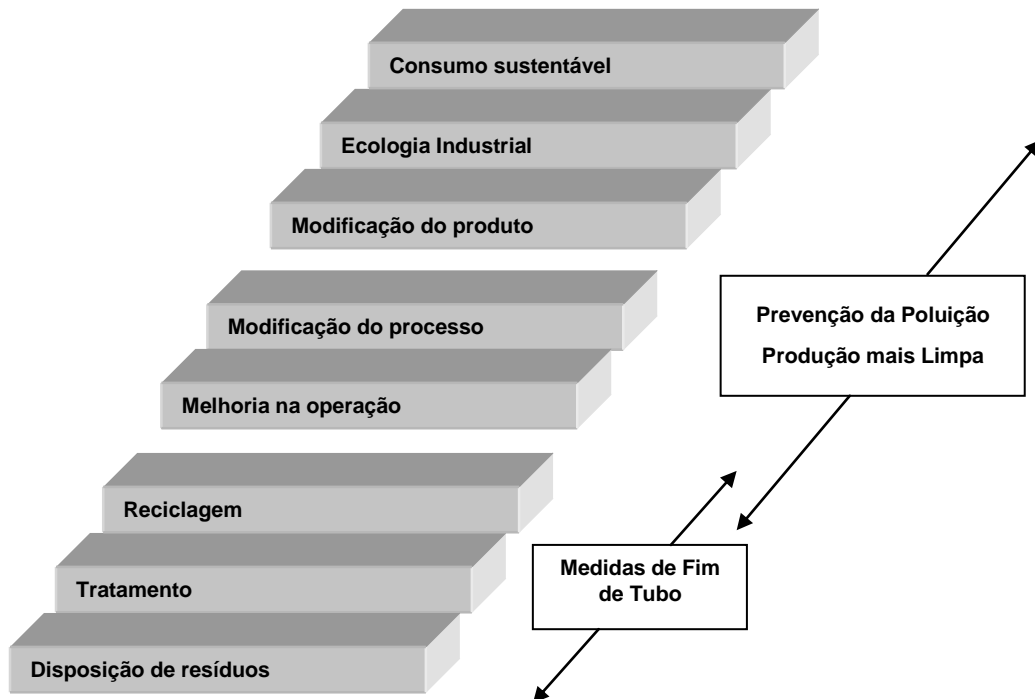 Consumo sustentável
Ecologia Industrial
Modificação do produto
Modificação do processo
Melhoria na operação
Reciclagem
Tratamento
Disposição de resíduos
Prevenção da Poluição
Produção mais Limpa
Medidas de Fim
de Tubo